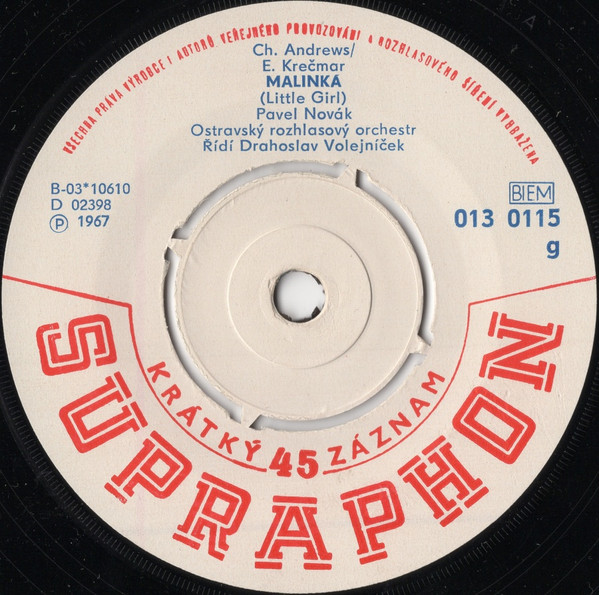 VŠECHNA PRÁVA VÝROBCE I AUTORŮ, VEŘEJNÉHO PROVOZOVÁNÍ A ROZHLASOVÉHO ŠÍŘENÍ VYHRAŽENA
Ch. Andrews/
E. Krečmar
MALINKÁ
(Little Girl)
Pavel Novák
Ostravský rozhlasový orchestr
Řídí Drahoslav Volejníček
B-03*10610
D 02398
Ⓟ 1967
BIEM
013 0115
g
KRÁTKÝ 45 ZÁZNAM
SUPRAPHON